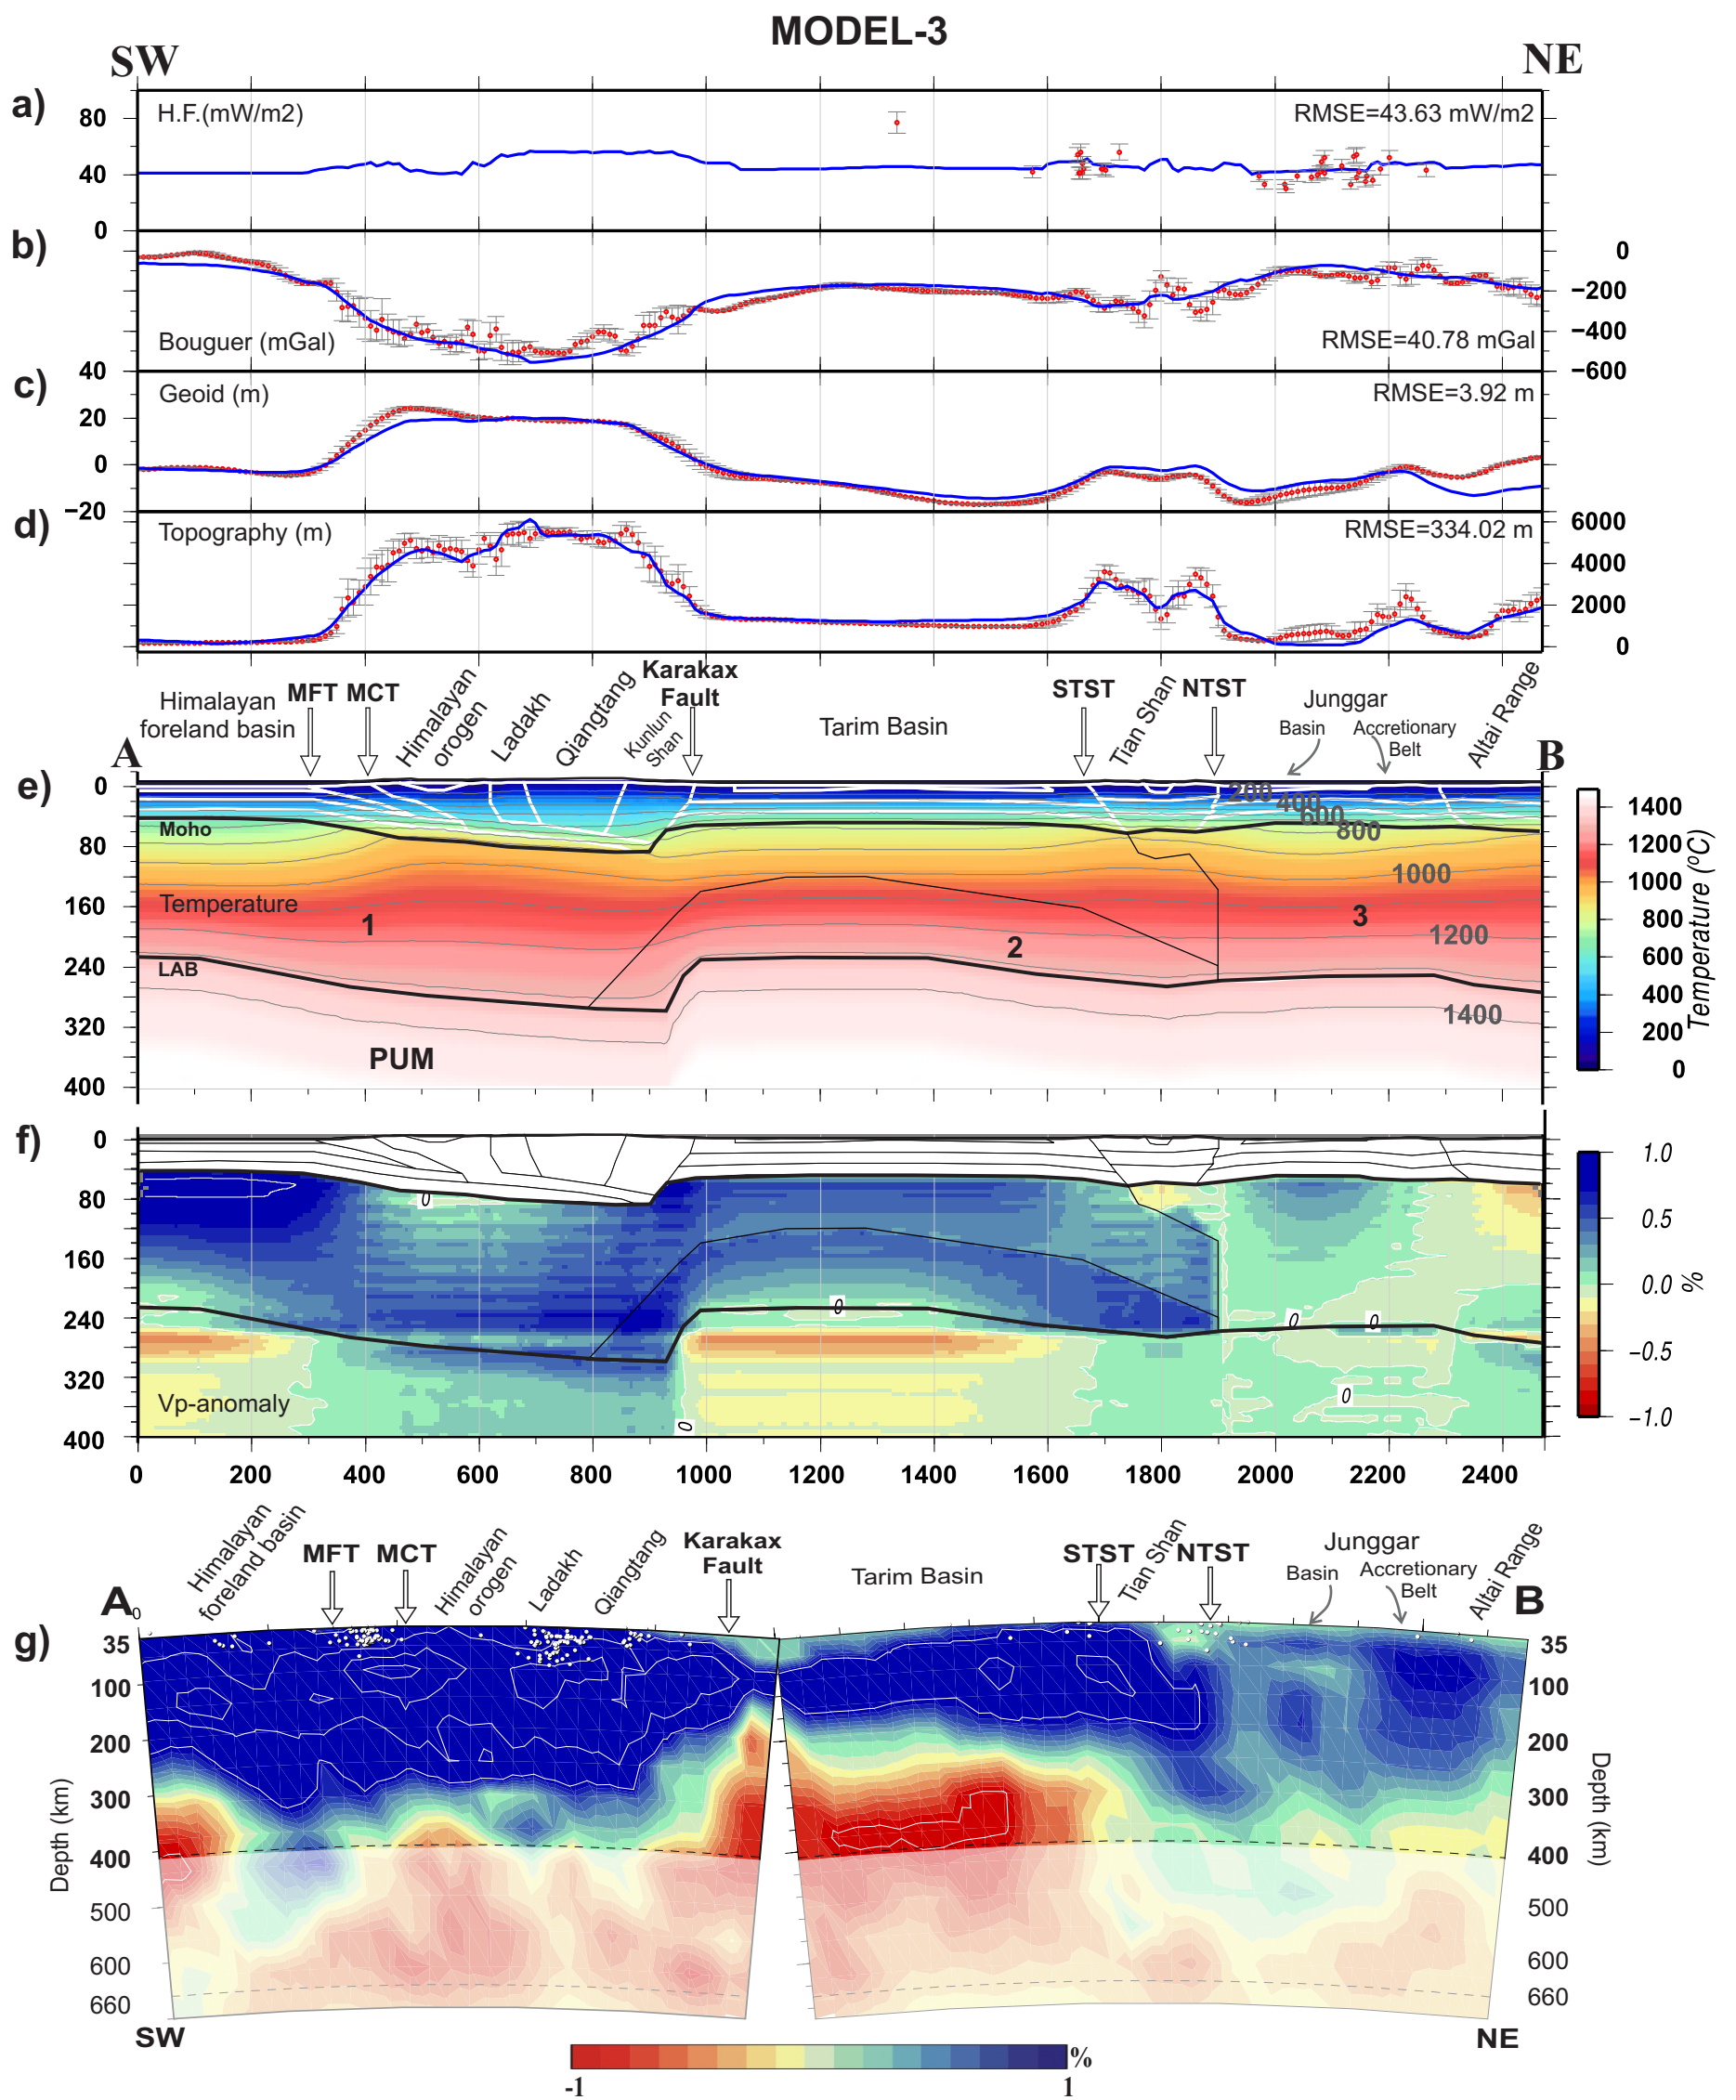 MODEL-3
SW NE
a) H.F.(mW/m2) RMSE=43.63 mW/m2
80
40
0
b) Bouguer (mGal) RMSE=40.78 mGal
0
−200
−400
−600
c) Geoid (m) RMSE=3.92 m
40
20
0
−20
d) Topography (m) RMSE=334.02 m
6000
4000
2000
0
Himalayan
foreland basin
MFT MCT
Himalayan
orogen
Ladakh
Qiangtang
Kunlun
Shan
Karakax
Fault
Tarim Basin
STST
Tian Shan
NTST
Junggar
Basin
Accretionary
Belt
Altai Range
A B
e)
0
80
160
240
320
400
Moho
Temperature
LAB
1
2
3
PUM
200
400
600
800
1000
1200
1400
1400
1200
1000
800
600
400
200
0
Temperature (ºC)
f)
0
80
160
240
320
400
Vp-anomaly
0
0
0
0
0
0
1.0
0.5
0.0
−0.5
−1.0
%
0 200 400 600 800 1000 1200 1400 1600 1800 2000 2200 2400
Himalayan
foreland basin
MFT MCT
Himalayan
orogen
Ladakh
Qiangtang
Karakax
Fault
Tarim Basin
STST
Tian Shan
NTST
Junggar
Basin
Accretionary
Belt
Altai Range
A B
g)
0
35
100
200
300
400
500
600
660
Depth (km)
35
100
200
300
400
500
600
660
Depth (km)
SW NE
%
-1 1